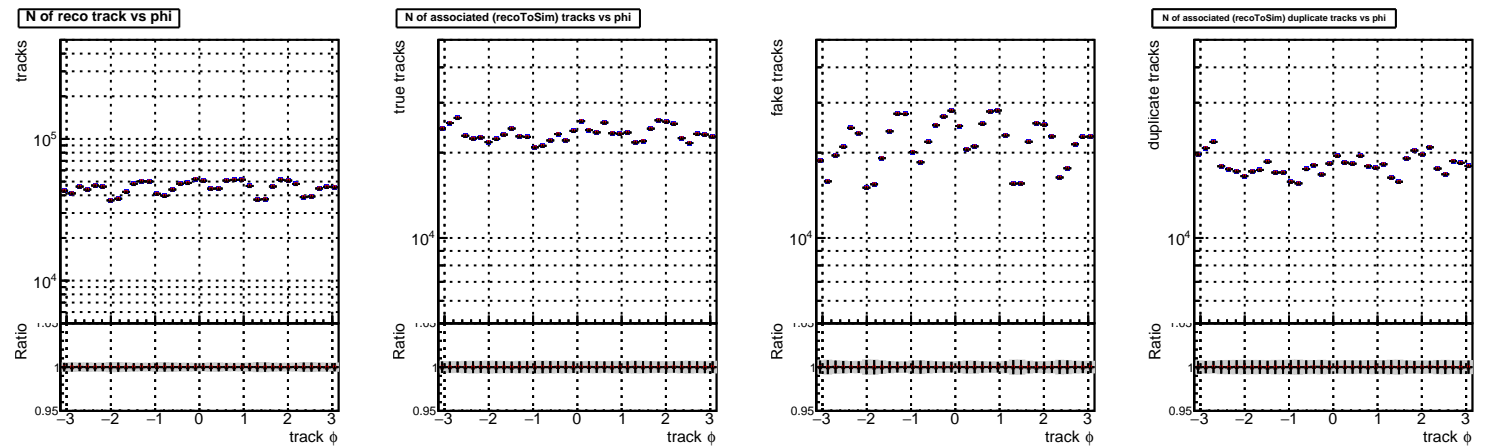 N of reco track vs phi
tracks
10^5
10^4
Ratio
1
0.95
−3 −2 −1 0 1 2 3
track ϕ
N of associated (recoToSim) tracks vs phi
true tracks
10^4
Ratio
1
0.95
−3 −2 −1 0 1 2 3
track ϕ
fake tracks
10^4
Ratio
1
0.95
−3 −2 −1 0 1 2 3
track ϕ
N of associated (recoToSim) duplicate tracks vs phi
duplicate tracks
10^4
Ratio
1
0.95
−3 −2 −1 0 1 2 3
track ϕ